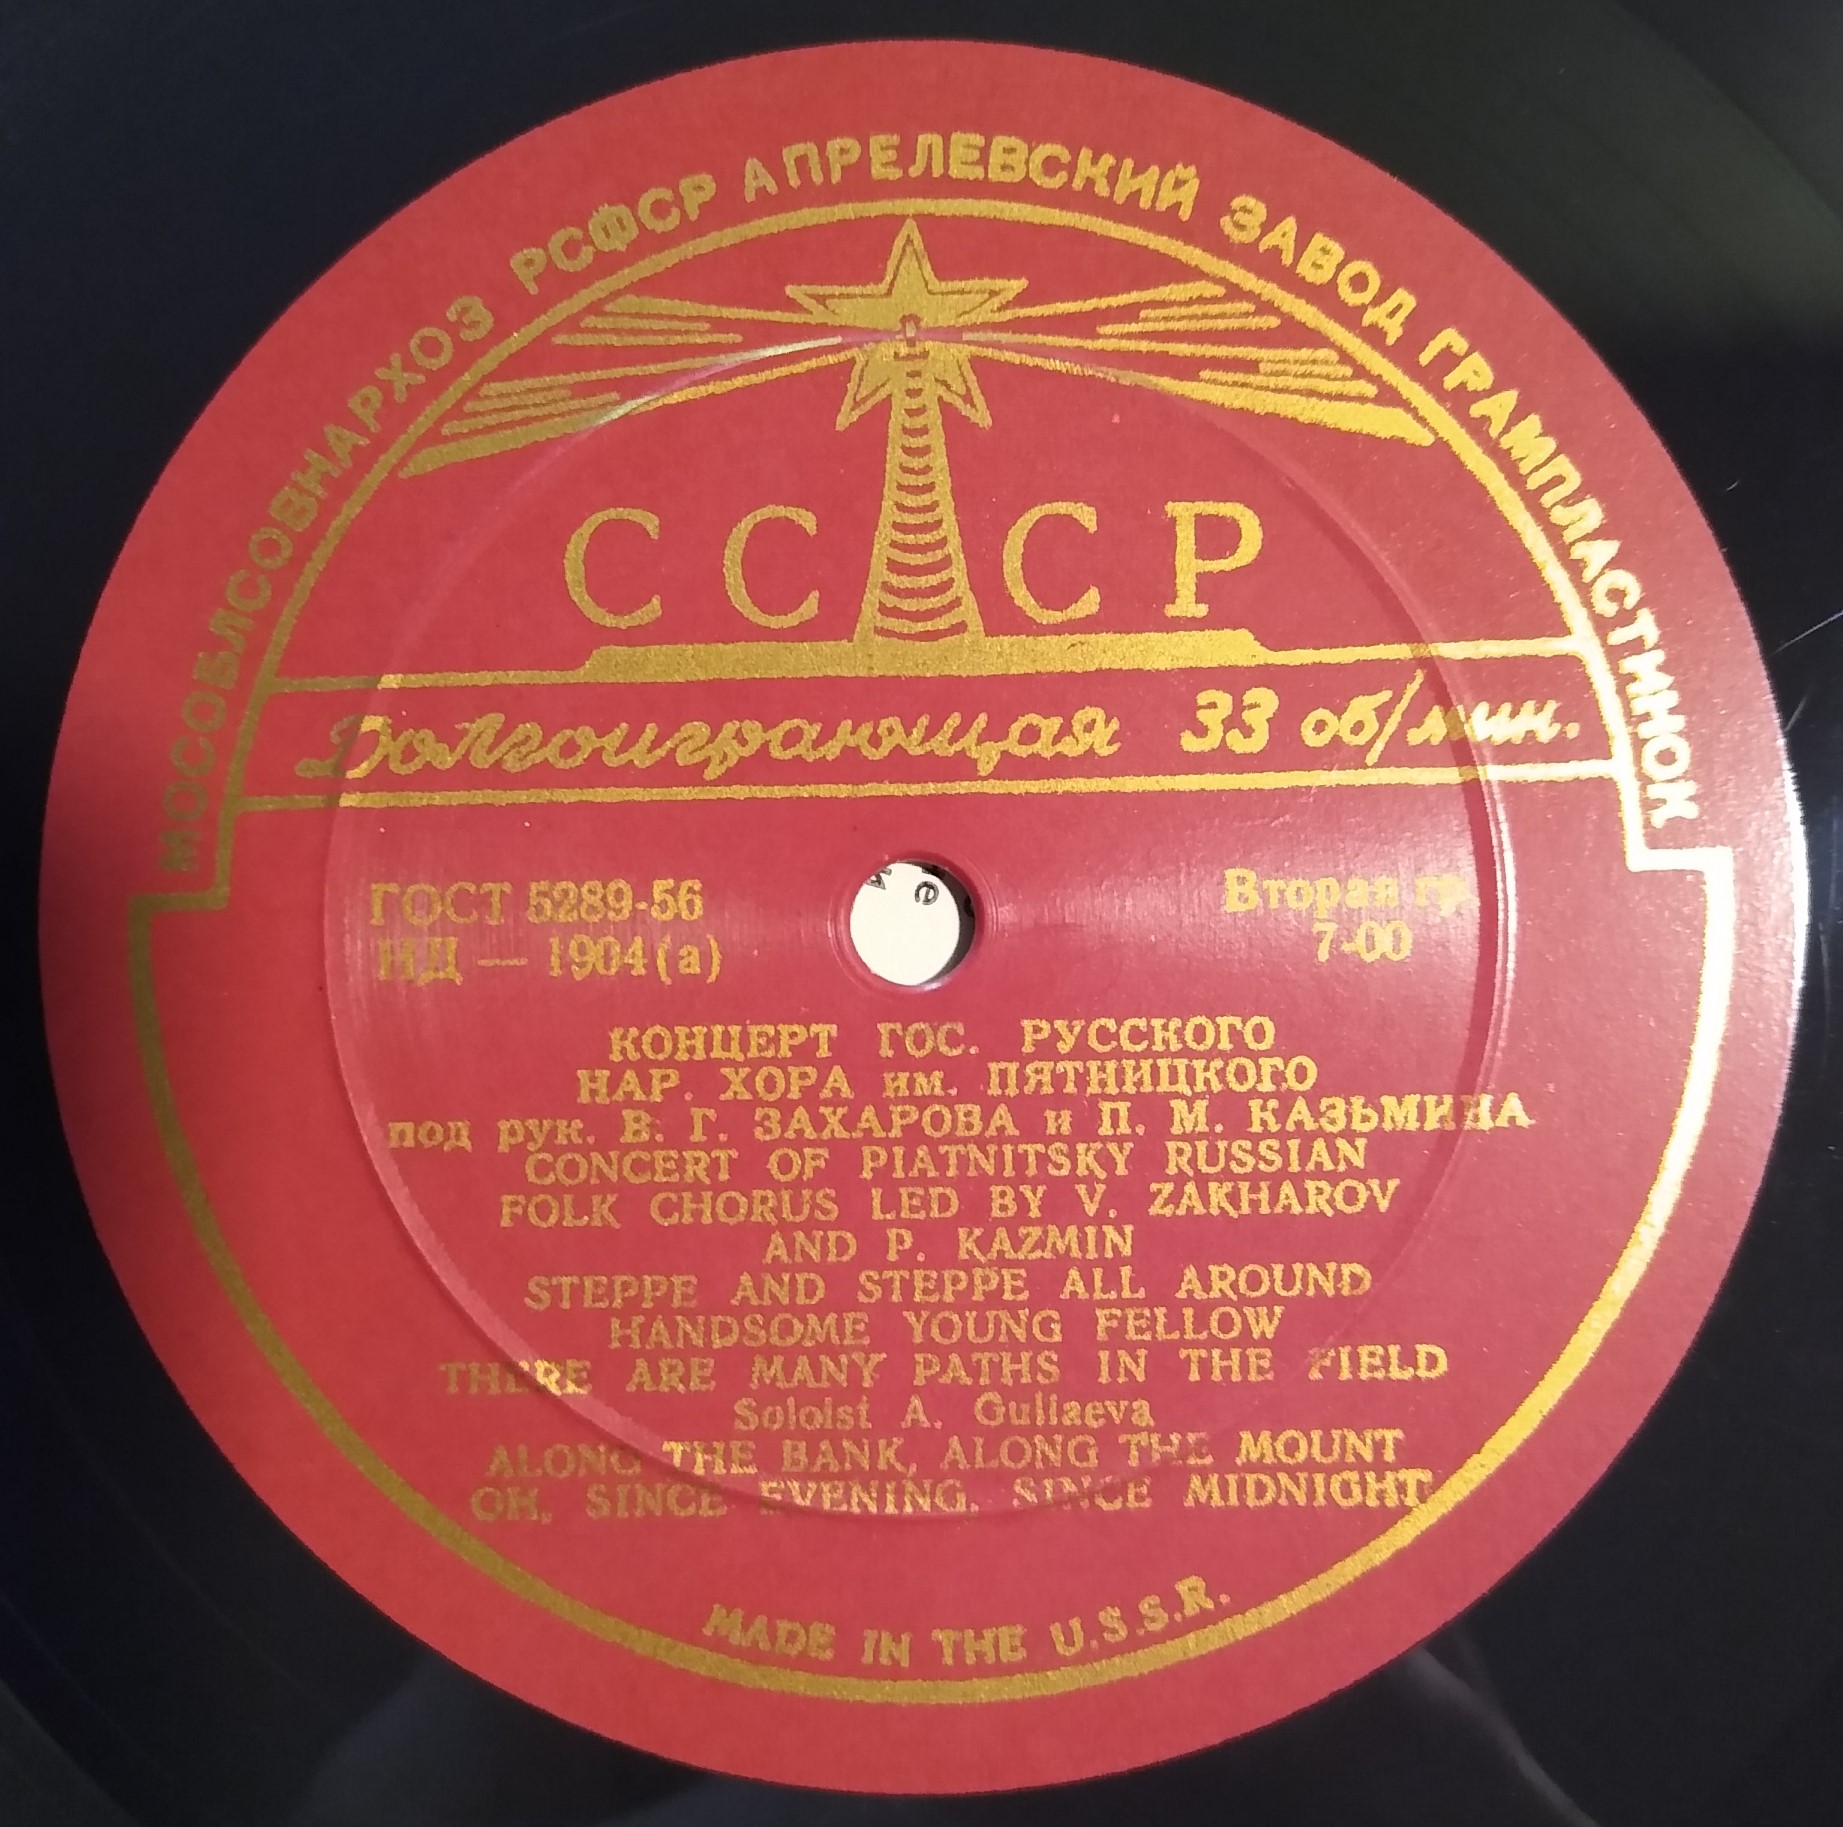 МОСОБЛСОВНАРХОЗ РСФСР АПРЕЛЕВСКИЙ ЗАВОД ГРАМПЛАСТИНОК
СССР
Долгоиграющая 33 об/мин.
ГОСТ 5289-56
НД — 1904(а)
Вторая гр.
7-00
КОНЦЕРТ ГОС. РУССКОГО
НАР. ХОРА им. ПЯТНИЦКОГО
под рук. В. Г. ЗАХАРОВА и П. М. КАЗЬМИНА
CONCERT OF PIATNITSKY RUSSIAN
FOLK CHORUS LED BY V. ZAKHAROV
AND P. KAZMIN
STEPPE AND STEPPE ALL AROUND
HANDSOME YOUNG FELLOW
THERE ARE MANY PATHS IN THE FIELD
Soloist A. Guliaeva
ALONG THE BANK, ALONG THE MOUNT
OH, SINCE EVENING, SINCE MIDNIGHT
MADE IN THE U.S.S.R.